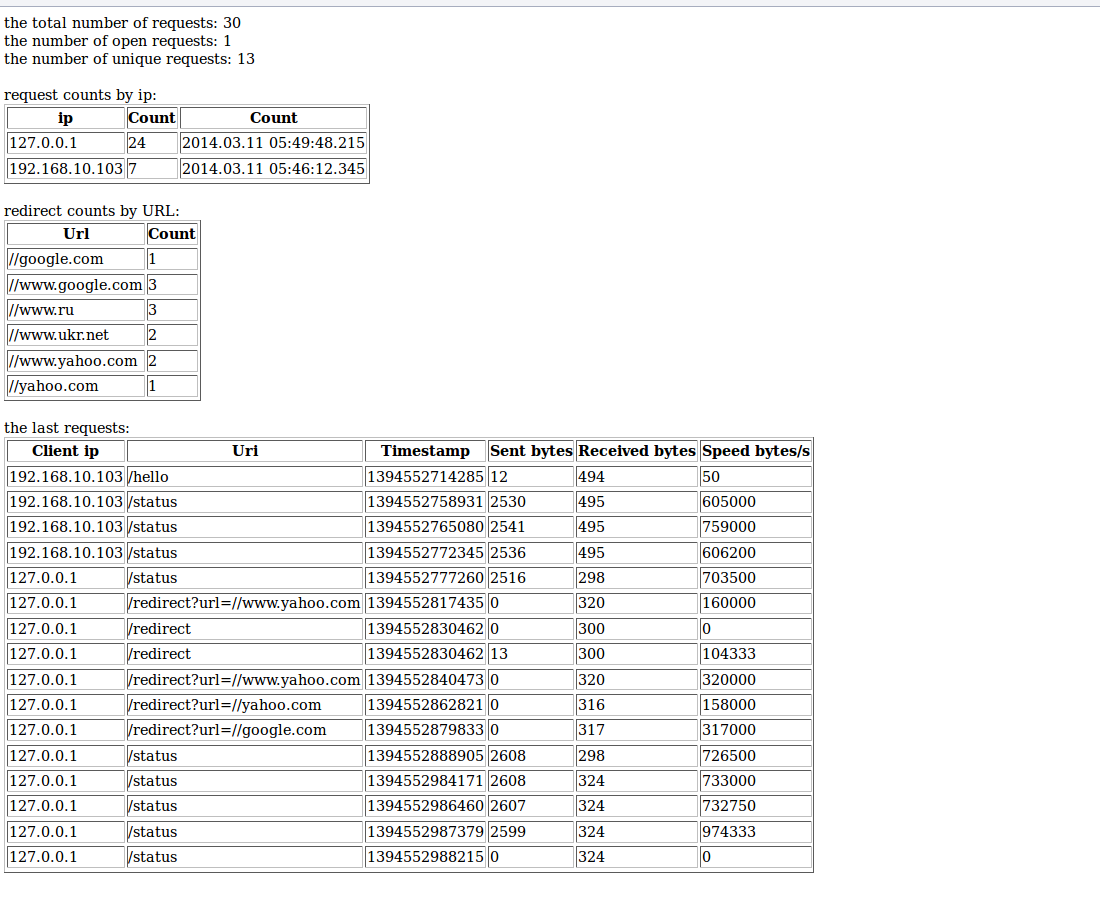 the total number of requests: 30
the number of open requests: 1
the number of unique requests: 13
request counts by ip:
ip Count Count
127.0.0.1 24 2014.03.11 05:49:48.215
192.168.10.103 7 2014.03.11 05:46:12.345
redirect counts by URL:
Url Count
//google.com 1
//www.google.com 3
//www.ru 3
//www.ukr.net 2
//www.yahoo.com 2
//yahoo.com 1
the last requests:
Client ip Uri Timestamp Sent bytes Received bytes Speed bytes/s
192.168.10.103 /hello 1394552714285 12 494 50
192.168.10.103 /status 1394552758931 2530 495 605000
192.168.10.103 /status 1394552765080 2541 495 759000
192.168.10.103 /status 1394552772345 2536 495 606200
127.0.0.1 /status 1394552777260 2516 298 703500
127.0.0.1 /redirect?url=//www.yahoo.com 1394552817435 0 320 160000
127.0.0.1 /redirect 1394552830462 0 300 0
127.0.0.1 /redirect 1394552830462 13 300 104333
127.0.0.1 /redirect?url=//www.yahoo.com 1394552840473 0 320 320000
127.0.0.1 /redirect?url=//yahoo.com 1394552862821 0 316 158000
127.0.0.1 /redirect?url=//google.com 1394552879833 0 317 317000
127.0.0.1 /status 1394552888905 2608 298 726500
127.0.0.1 /status 1394552984171 2608 324 733000
127.0.0.1 /status 1394552986460 2607 324 732750
127.0.0.1 /status 1394552987379 2599 324 974333
127.0.0.1 /status 1394552988215 0 324 0